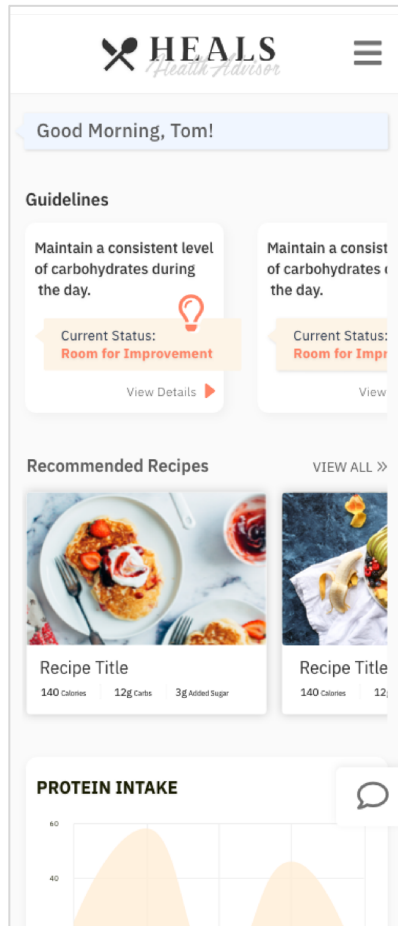 HEALS
Health Advisor
Good Morning, Tom!
Guidelines
Maintain a consistent level
of carbohydrates during
the day.
Current Status:
Room for Improvement
View Details
Maintain a consist
of carbohydrates
the day.
Current Status:
Room for Impr
View
Recommended Recipes
VIEW ALL »
Recipe Title
140 Calories 12g Carbs 3g Added Sugar
Recipe Title
140 Calories 12
PROTEIN INTAKE
60
40